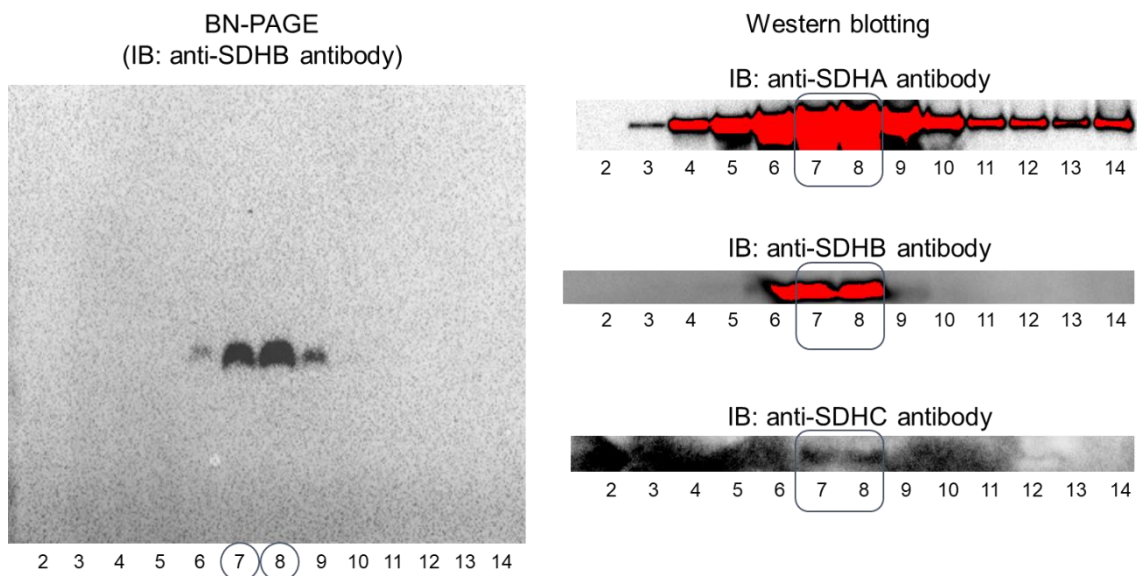 BN-PAGE
(IB: anti-SDHB antibody)
2 3 4 5 6 7 8 9 10 11 12 13 14
Western blotting
IB: anti-SDHA antibody
2 3 4 5 6 7 8 9 10 11 12 13 14
IB: anti-SDHB antibody
2 3 4 5 6 7 8 9 10 11 12 13 14
IB: anti-SDHC antibody
2 3 4 5 6 7 8 9 10 11 12 13 14